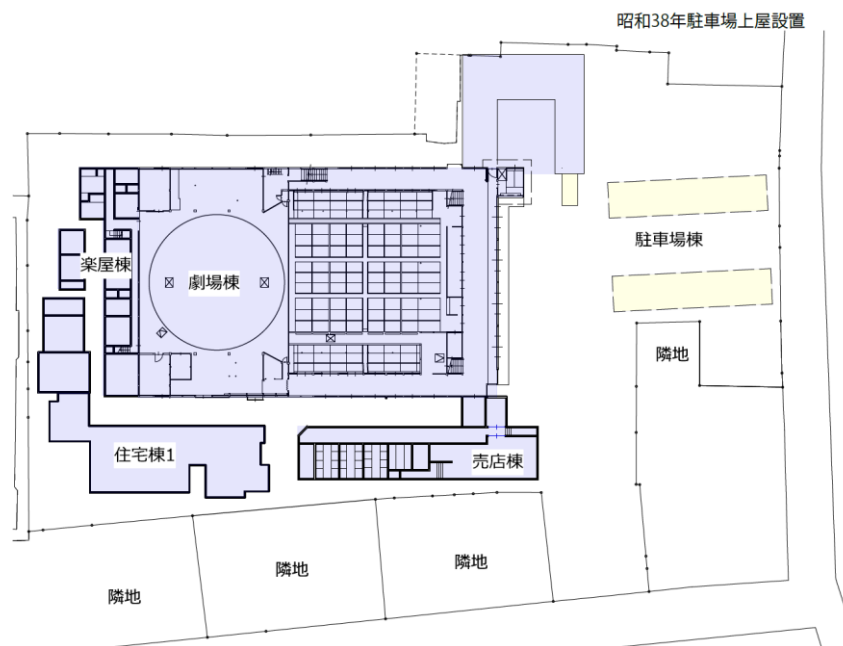 昭和38年駐車場上屋設置
駐車場棟
楽屋棟
劇場棟
隣地
住宅棟1
売店棟
隣地
隣地
隣地